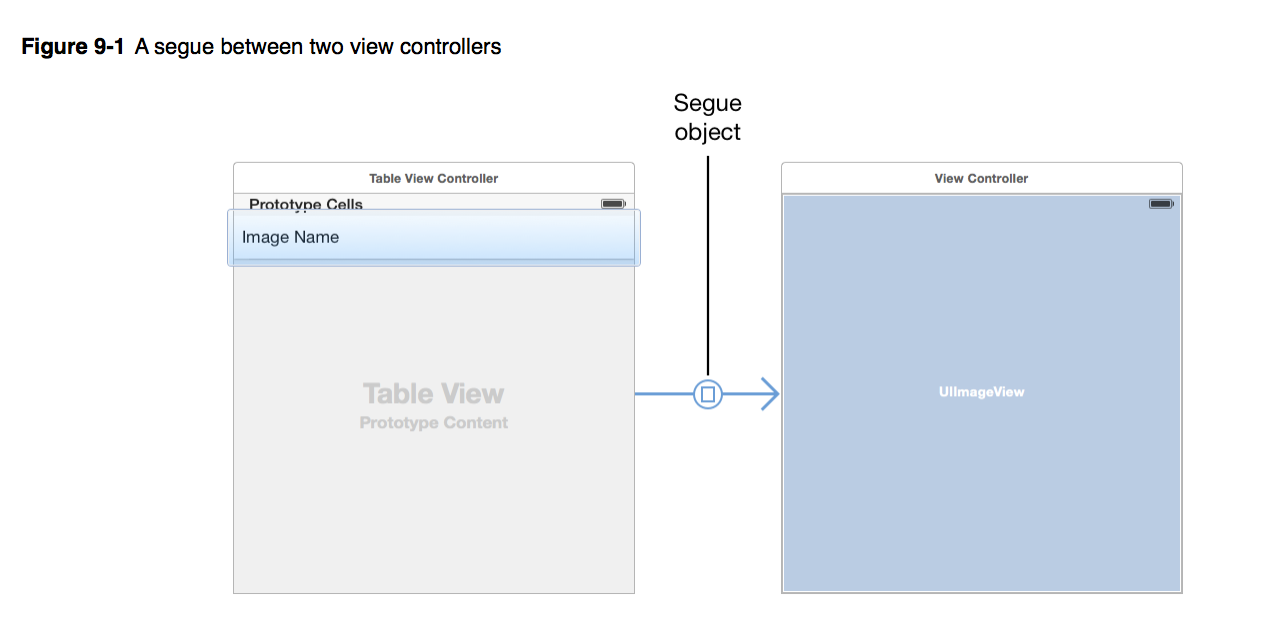 Figure 9-1 A segue between two view controllers
Segue
object
Table View Controller
Prototype Cells
Image Name
Table View
Prototype Content
View Controller
UIImageView